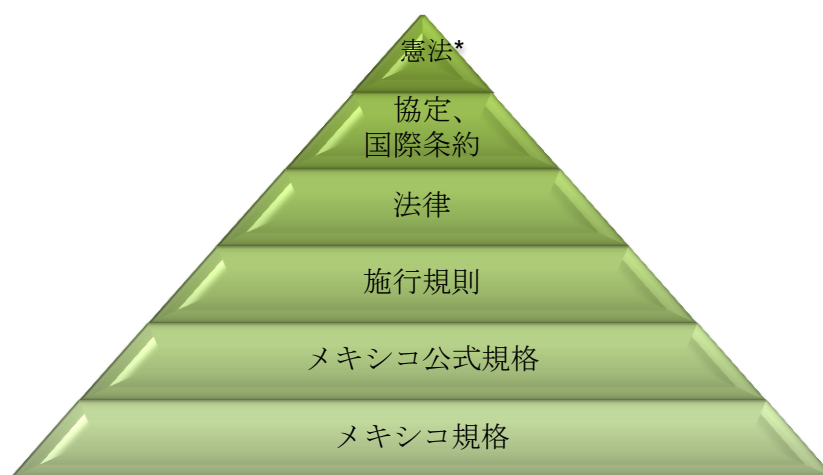 憲法*
協定、
国際条約
法律
施行規則
メキシコ公式規格
メキシコ規格